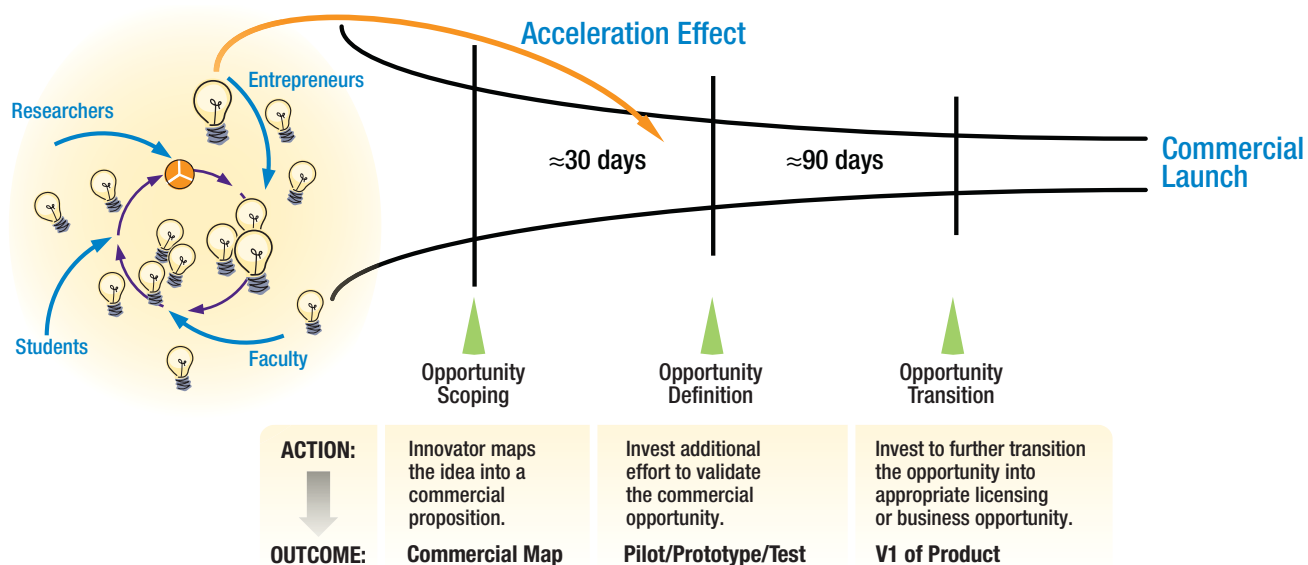 Acceleration Effect
Entrepreneurs
Researchers
Students
Faculty
≈30 days
≈90 days
Commercial
Launch
Opportunity
Scoping
Opportunity
Definition
Opportunity
Transition
ACTION:
Innovator maps
the idea into a
commercial
proposition.
Invest additional
effort to validate
the commercial
opportunity.
Invest to further transition
the opportunity into
appropriate licensing
or business opportunity.
OUTCOME:
Commercial Map
Pilot/Prototype/Test
V1 of Product